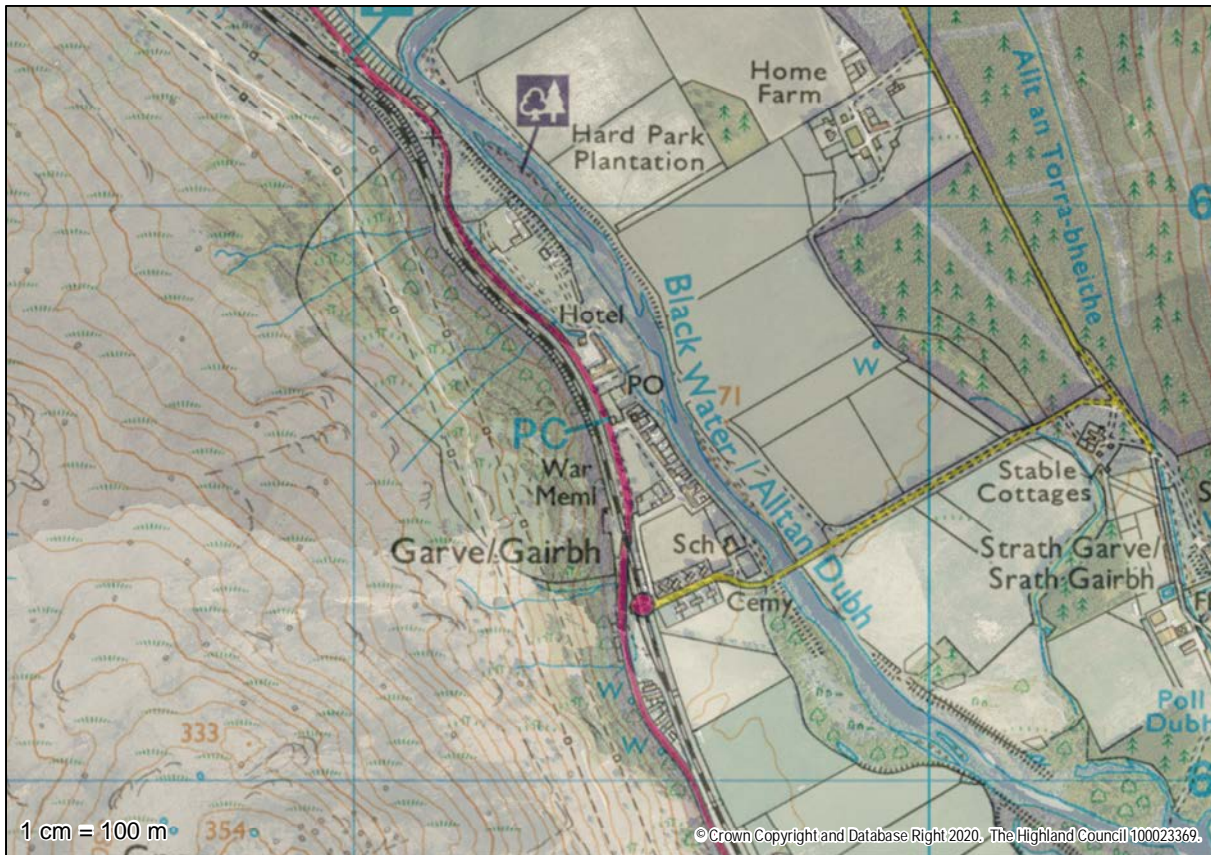 Home
Farm
Hard Park
Plantation
Allt an Torra-bheiche
6
Black Water / Alltan Dubh
Hotel
PO
71
W
PC
War
Meml
Stable
Cottages
Garve/Gairbh
Sch
Strath Garve/
Srath Gairbh
Cemy
W
W
Poll
Dubh
333
354
1 cm = 100 m
© Crown Copyright and Database Right 2020. The Highland Council 100023369.